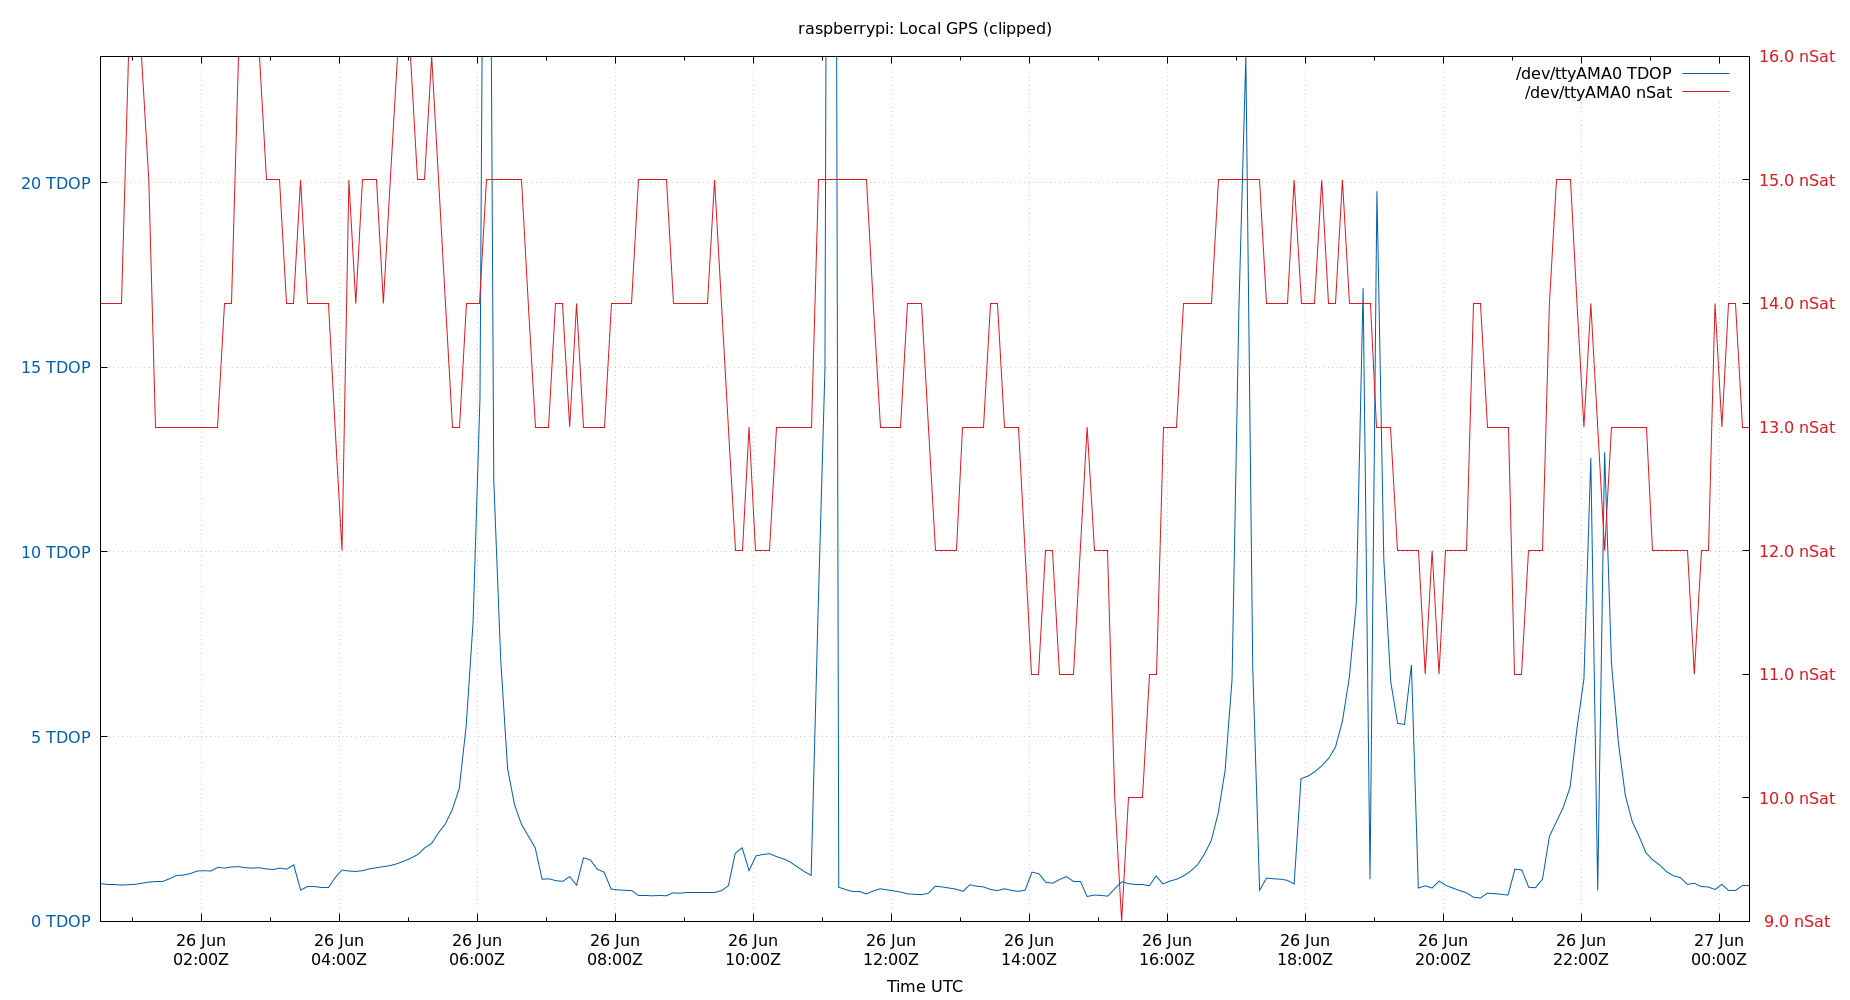 raspberrypi: Local GPS (clipped)
16.0 nSat
/dev/ttyAMA0 TDOP
/dev/ttyAMA0 nSat
20 TDOP
15.0 nSat
14.0 nSat
15 TDOP
13.0 nSat
10 TDOP
12.0 nSat
11.0 nSat
5 TDOP
10.0 nSat
0 TDOP
9.0 nSat
26 Jun
02:00Z
26 Jun
04:00Z
26 Jun
06:00Z
26 Jun
08:00Z
26 Jun
10:00Z
26 Jun
12:00Z
26 Jun
14:00Z
26 Jun
16:00Z
26 Jun
18:00Z
26 Jun
20:00Z
26 Jun
22:00Z
27 Jun
00:00Z
Time UTC